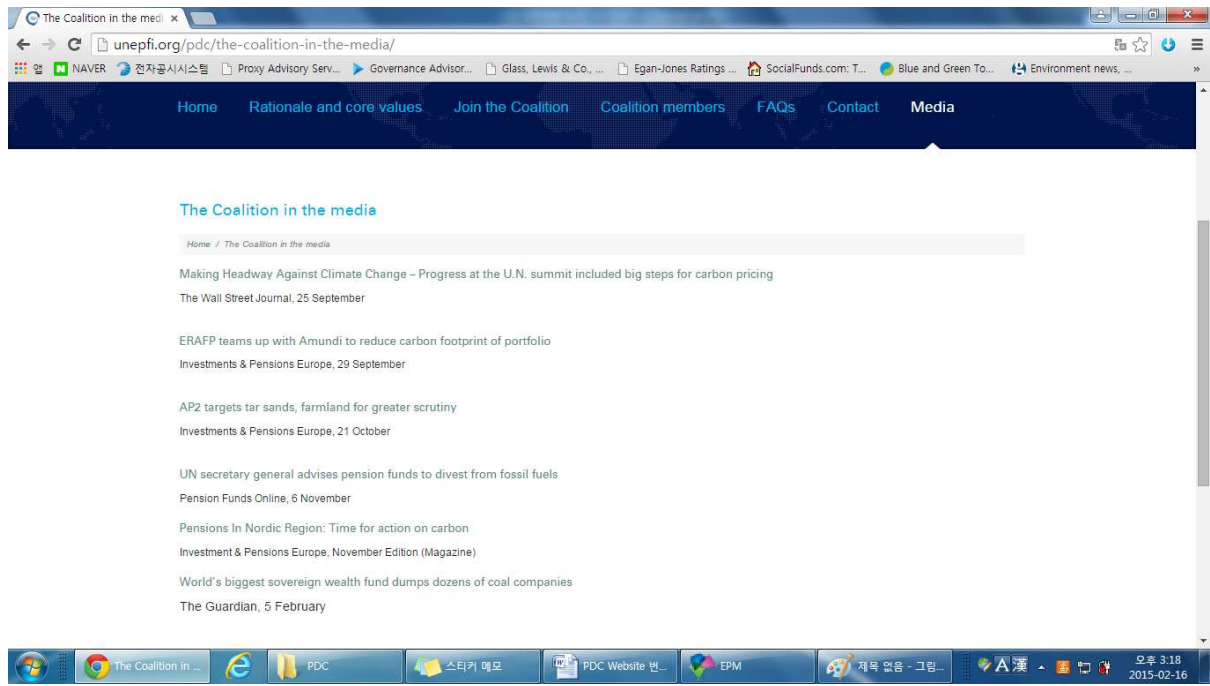 The Coalition in the medi
unepfi.org/pdc/the-coalition-in-the-media/
앱 NAVER 전자공시시스템 Proxy Advisory Serv... Governance Advisor... Glass, Lewis & Co., ... Egan-Jones Ratings ... SocialFunds.com: T... Blue and Green To... Environment news, ... »
Home Rationale and core values Join the Coalition Coalition members FAQs Contact Media
The Coalition in the media
Home / The Coalition in the media
Making Headway Against Climate Change – Progress at the U.N. summit included big steps for carbon pricing
The Wall Street Journal, 25 September
ERAFP teams up with Amundi to reduce carbon footprint of portfolio
Investments & Pensions Europe, 29 September
AP2 targets tar sands, farmland for greater scrutiny
Investments & Pensions Europe, 21 October
UN secretary general advises pension funds to divest from fossil fuels
Pension Funds Online, 6 November
Pensions In Nordic Region: Time for action on carbon
Investment & Pensions Europe, November Edition (Magazine)
World's biggest sovereign wealth fund dumps dozens of coal companies
The Guardian, 5 February
The Coalition in ... PDC 스티커 메모 PDC Website 번... EPM 제목 없음 - 그림... A 漢 오후 3:18
2015-02-16